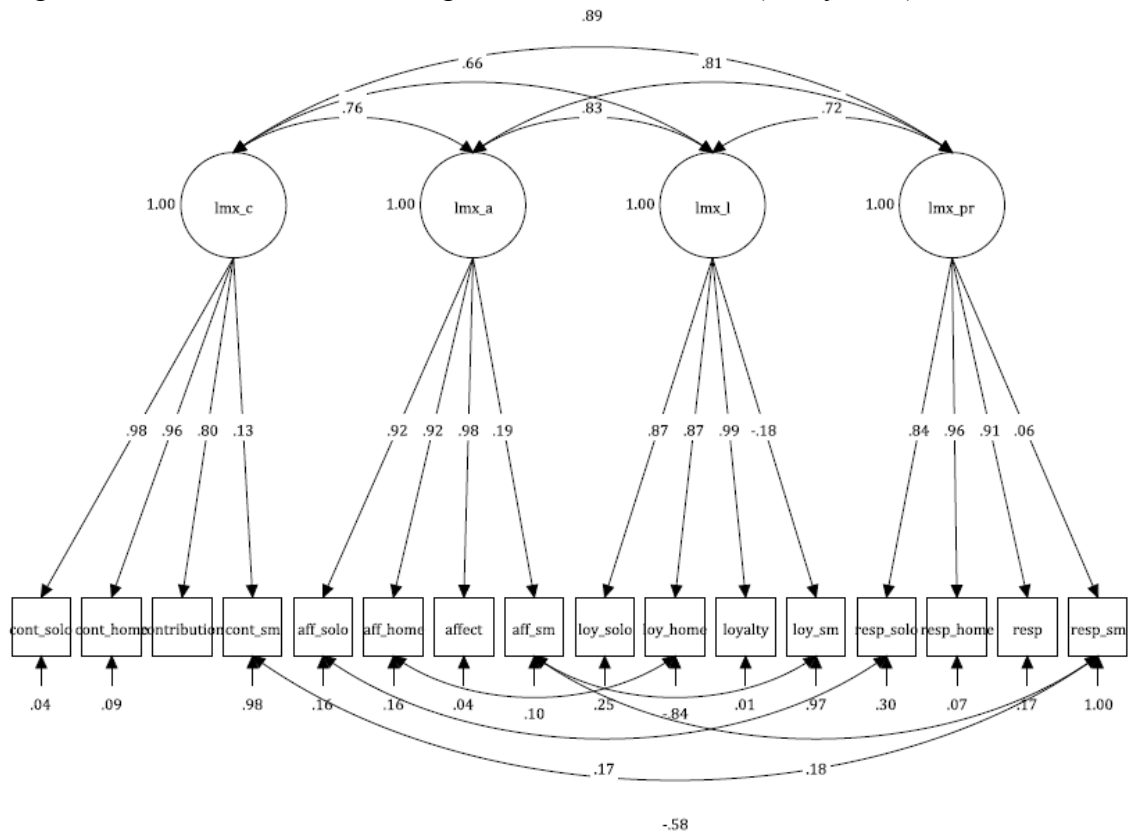 .89
.66 .81
.76 .83 .72
1.00 lmx_c 1.00 lmx_a 1.00 lmx_l 1.00 lmx_pr
.98 .96 .80 .13 .92 .92 .98 .19 .87 .87 .99 -.18 .84 .96 .91 .06
cont_solo cont_home contribution cont_sm aff_solo aff_home affect aff_sm loy_solo loy_home loyalty loy_sm resp_solo resp_home resp resp_sm
.04 .09 .98 .16 .16 .04 .10 .25 -.84 .01 .97 .30 .07 .17 1.00
.17 .18
-.58